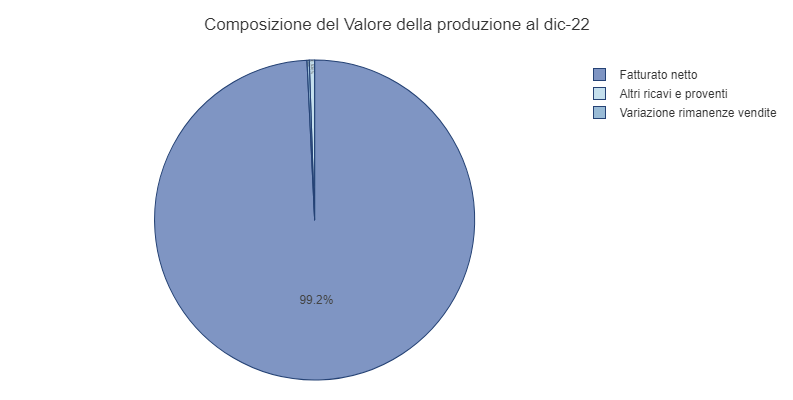 Composizione del Valore della produzione al dic-22
Fatturato netto
Altri ricavi e proventi
Variazione rimanenze vendite
99.2%